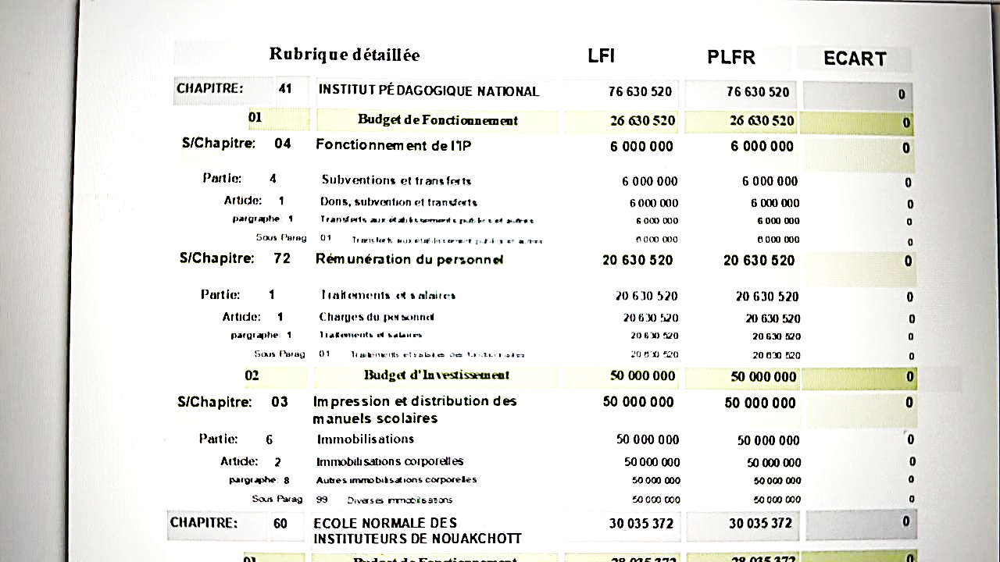 Rubrique détaillée LFI PLFR ECART
CHAPITRE: 41 INSTITUT PÉDAGOGIQUE NATIONAL 76 630 520 76 630 520 0
01 Budget de Fonctionnement 26 630 520 26 630 520 0
S/Chapitre: 04 Fonctionnement de l'IP 6 000 000 6 000 000 0
Partie: 4 Subventions et transferts 6 000 000 6 000 000 0
Article: 1 Dons, subvention et transferts 6 000 000 6 000 000 0
pargraphe: 1 Transferts aux établissements publics et autres 6 000 000 6 000 000 0
Sous Parag 01 Transferts aux etablissement publics et autres 6 000 000 6 000 000 0
S/Chapitre: 72 Rémunération du personnel 20 630 520 20 630 520 0
Partie: 1 Traitements et salaires 20 630 520 20 630 520 0
Article: 1 Charges du personnel 20 630 520 20 630 520 0
pargraphe: 1 Traitements et salaires 20 630 520 20 630 520 0
Sous Parag 01 Traitements et salaires des fonctionnaires 20 630 520 20 630 520 0
02 Budget d'Investissement 50 000 000 50 000 000 0
S/Chapitre: 03 Impression et distribution des 50 000 000 50 000 000 0
manuels scolaires
Partie: 6 Immobilisations 50 000 000 50 000 000 0
Article: 2 Immobilisations corporelles 50 000 000 50 000 000 0
pargraphe: 8 Autres immobilisations corporelles 50 000 000 50 000 000 0
Sous Parag 99 Diverses immobilisations 50 000 000 50 000 000 0
CHAPITRE: 60 ECOLE NORMALE DES 30 035 372 30 035 372 0
INSTITUTEURS DE NOUAKCHOTT
01 Budget de Fonctionnement 28 035 372 28 035 372 0